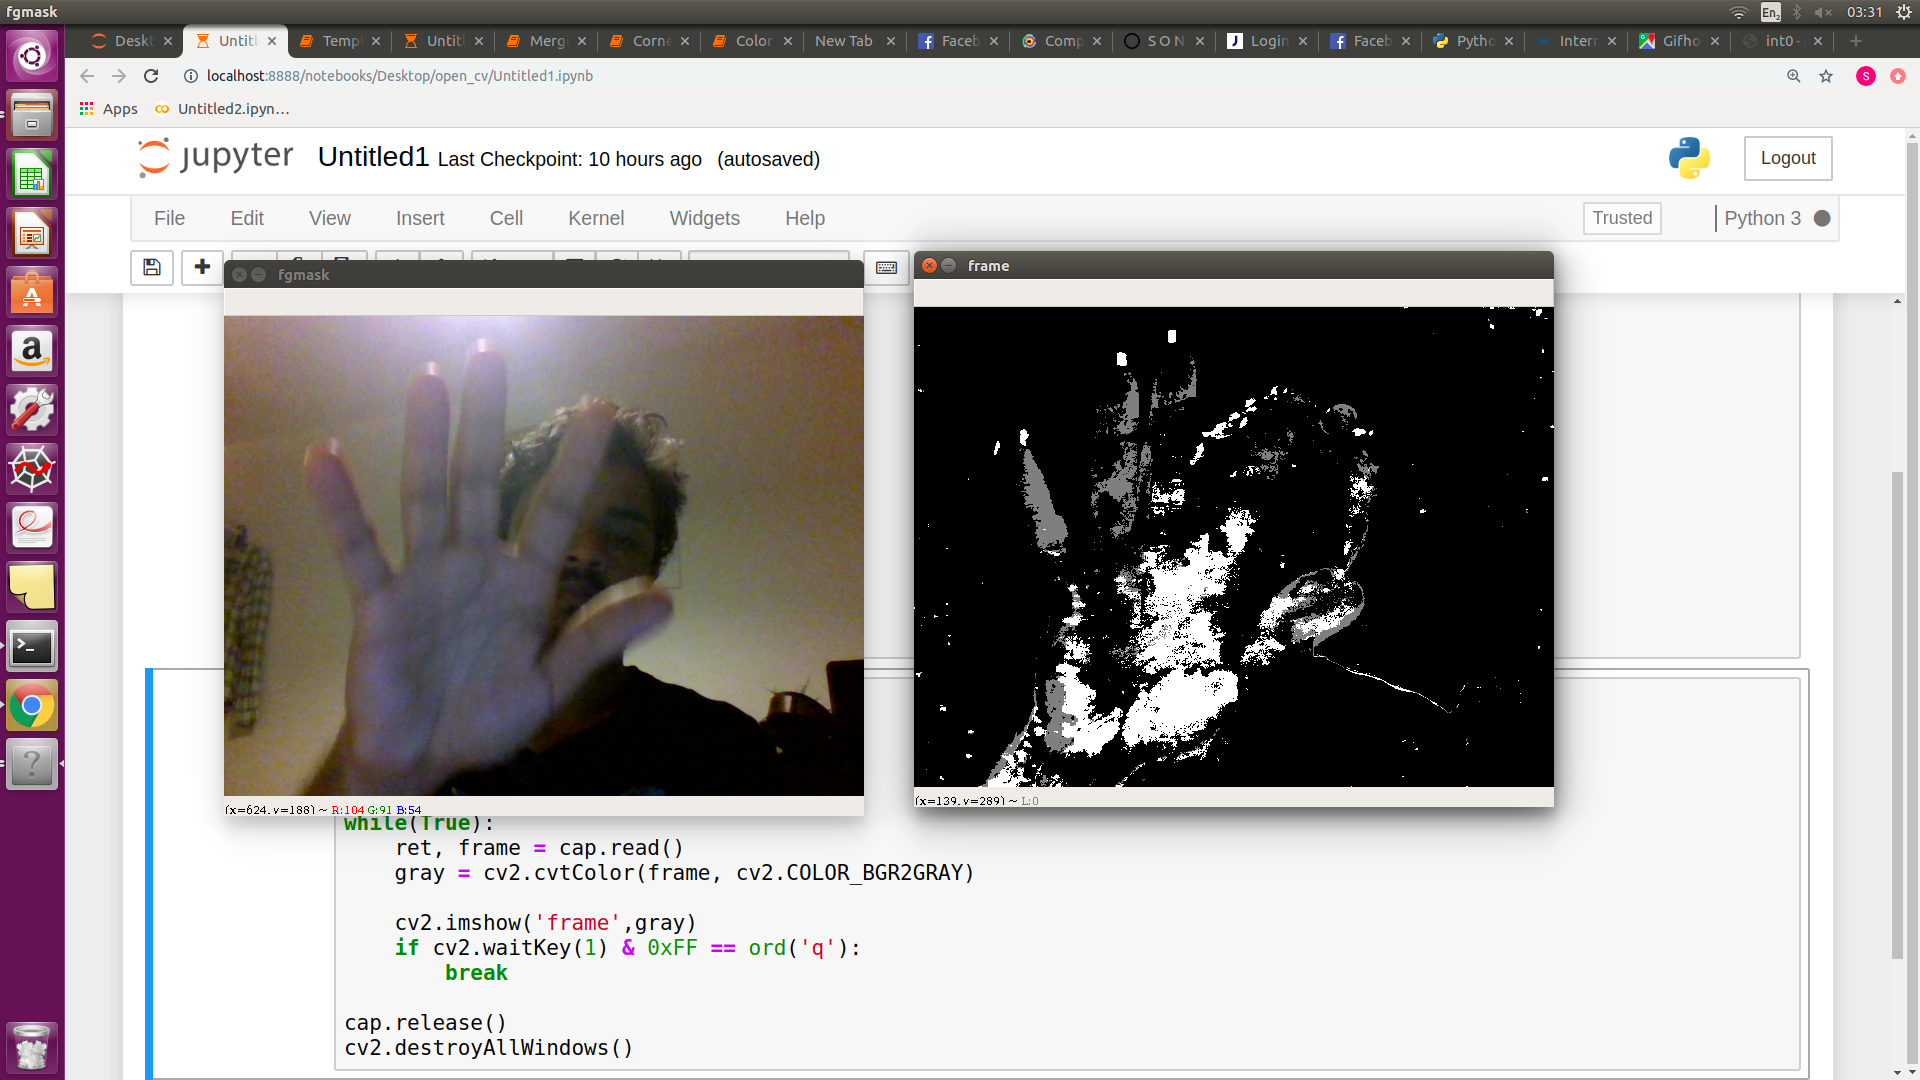 fgmask
En2
03:31
Deskt
Untitl
Temp
Untitl
Mergi
Corne
Color
New Tab
Faceb
Comp
S O N
Login
Faceb
Pytho
Intern
Gifho
int0 -
localhost:8888/notebooks/Desktop/open_cv/Untitled1.ipynb
S
Apps
Untitled2.ipyn...
jupyter Untitled1 Last Checkpoint: 10 hours ago (autosaved)
Logout
File Edit View Insert Cell Kernel Widgets Help
Trusted
Python 3
fgmask
frame
(x=624, y=188) ~ R:104 G:91 B:54
(x=139, y=289) ~ L:0
while(True):
ret, frame = cap.read()
gray = cv2.cvtColor(frame, cv2.COLOR_BGR2GRAY)
cv2.imshow('frame',gray)
if cv2.waitKey(1) & 0xFF == ord('q'):
break
cap.release()
cv2.destroyAllWindows()